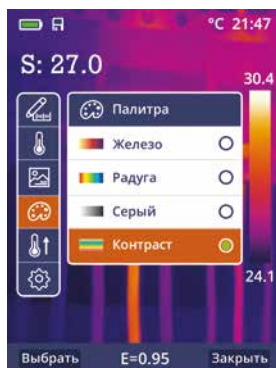 °C 21:47
S: 27.0
30.4
Палитра
Железо
Радуга
Серый
Контраст
24.1
Выбрать E=0.95 Закрыть